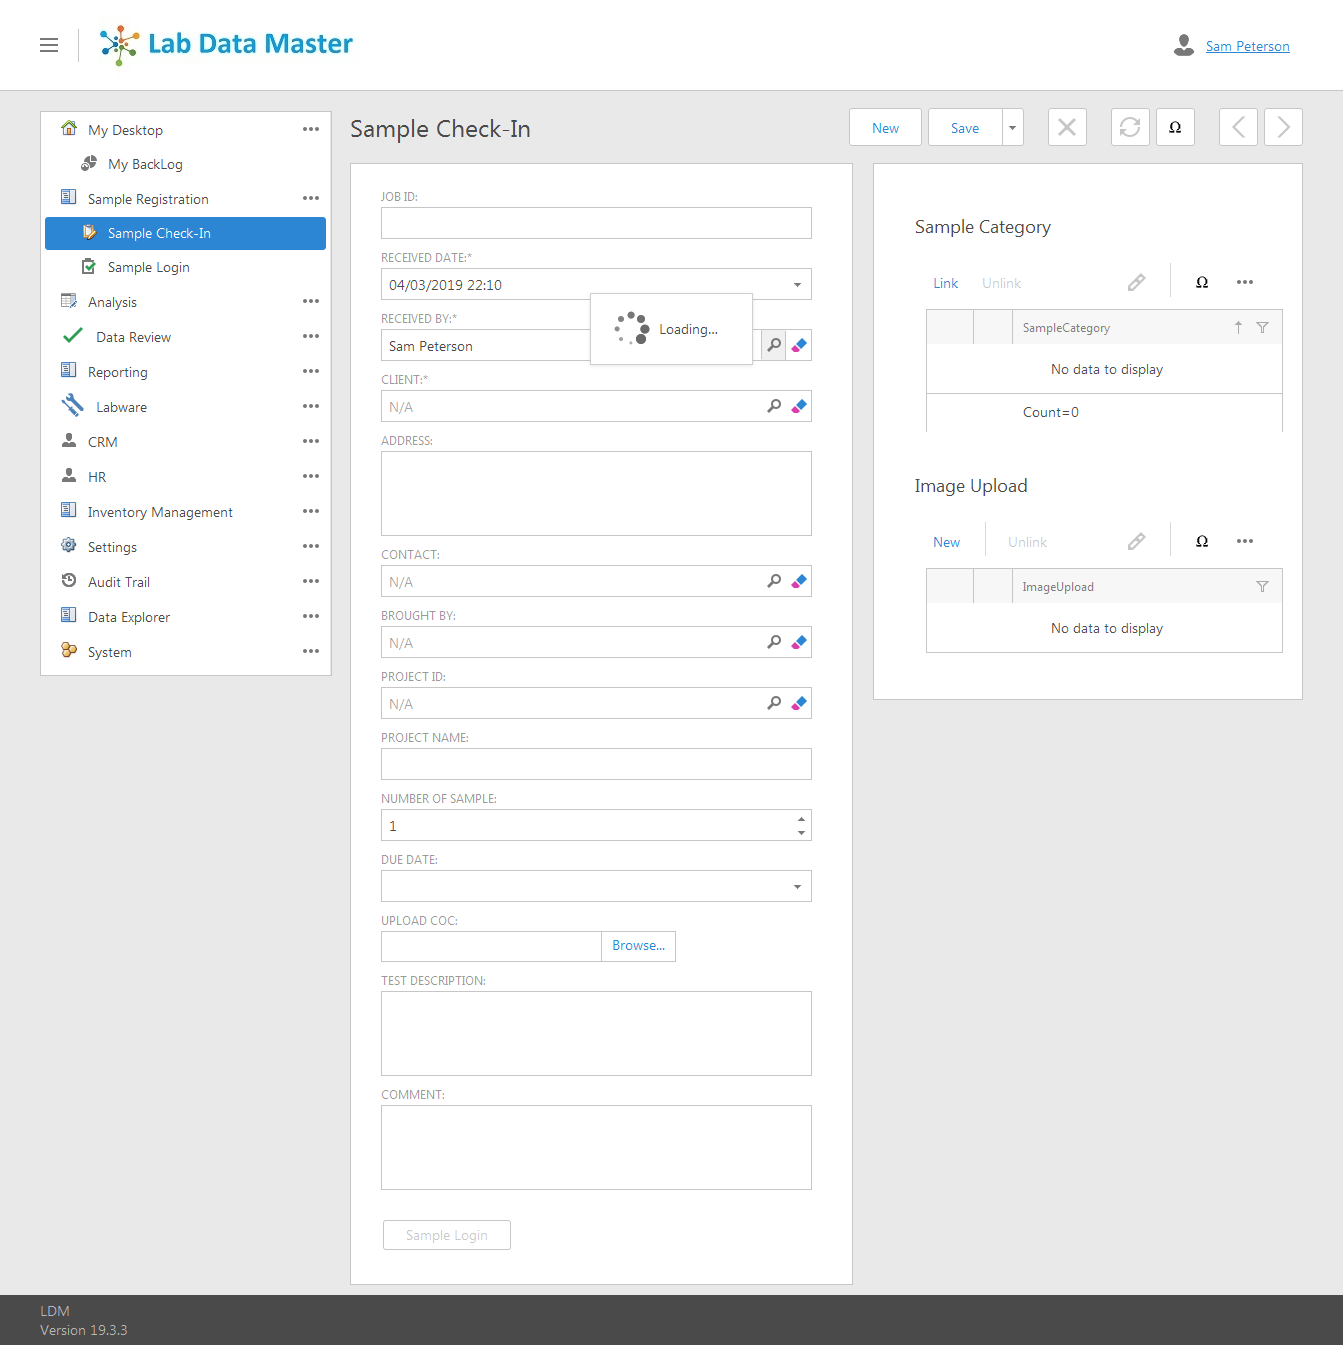 Lab Data Master
Sam Peterson
My Desktop
My BackLog
Sample Registration
Sample Check-In
Sample Login
Analysis
Data Review
Reporting
Labware
CRM
HR
Inventory Management
Settings
Audit Trail
Data Explorer
System
Sample Check-In
New
Save
Ω
JOB ID:
RECEIVED DATE:*
04/03/2019 22:10
RECEIVED BY:*
Sam Peterson
Loading...
CLIENT:*
N/A
ADDRESS:
CONTACT:
N/A
BROUGHT BY:
N/A
PROJECT ID:
N/A
PROJECT NAME:
NUMBER OF SAMPLE:
1
DUE DATE:
UPLOAD COC:
Browse...
TEST DESCRIPTION:
COMMENT:
Sample Login
Sample Category
Link Unlink Ω
SampleCategory
No data to display
Count=0
Image Upload
New Unlink Ω
ImageUpload
No data to display
LDM
Version 19.3.3